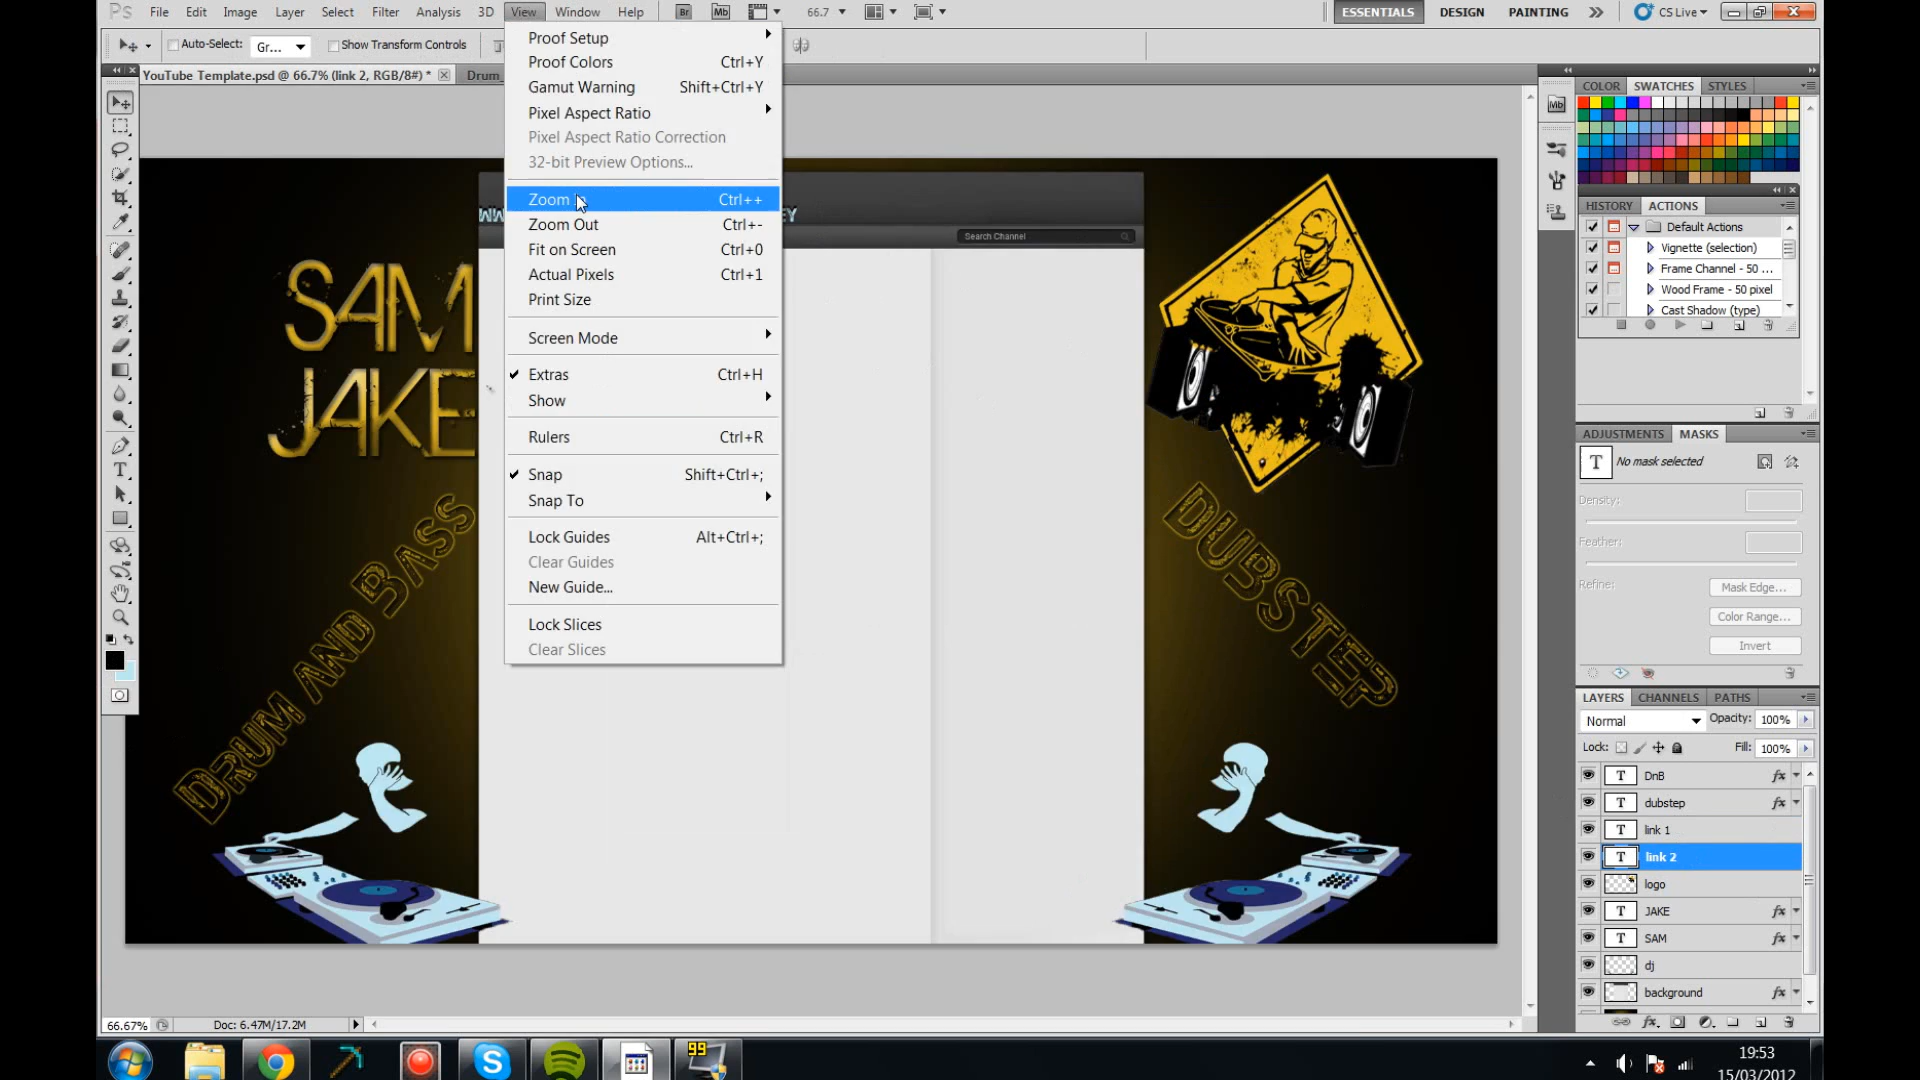 Ps File Edit Image Layer Select Filter Analysis 3D View Window Help Br Mb 66.7 ESSENTIALS DESIGN PAINTING CS Live
Auto-Select: Gr... Show Transform Controls
YouTube Template.psd @ 66.7% (link 2, RGB/8#) * Drum_
Proof Setup
Proof Colors Ctrl+Y
Gamut Warning Shift+Ctrl+Y
Pixel Aspect Ratio
Pixel Aspect Ratio Correction
32-bit Preview Options...
Zoom Ctrl++
Zoom Out Ctrl+-
Fit on Screen Ctrl+0
Actual Pixels Ctrl+1
Print Size
Screen Mode
Extras Ctrl+H
Show
Rulers Ctrl+R
Snap Shift+Ctrl+;
Snap To
Lock Guides Alt+Ctrl+;
Clear Guides
New Guide...
Lock Slices
Clear Slices
Search Channel
SAM
JAKE
DRUM AND BASS
DUBSTEP
COLOR SWATCHES STYLES
Mb
HISTORY ACTIONS
Default Actions
Vignette (selection)
Frame Channel - 50 ...
Wood Frame - 50 pixel
Cast Shadow (type)
ADJUSTMENTS MASKS
T No mask selected
Density:
Feather:
Refine: Mask Edge...
Color Range...
Invert
LAYERS CHANNELS PATHS
Normal Opacity: 100%
Lock: Fill: 100%
T DnB fx
T dubstep fx
T link 1
T link 2
logo
T JAKE fx
T SAM fx
dj
background fx
66.67% Doc: 6.47M/17.2M
99
19:53
15/03/2012